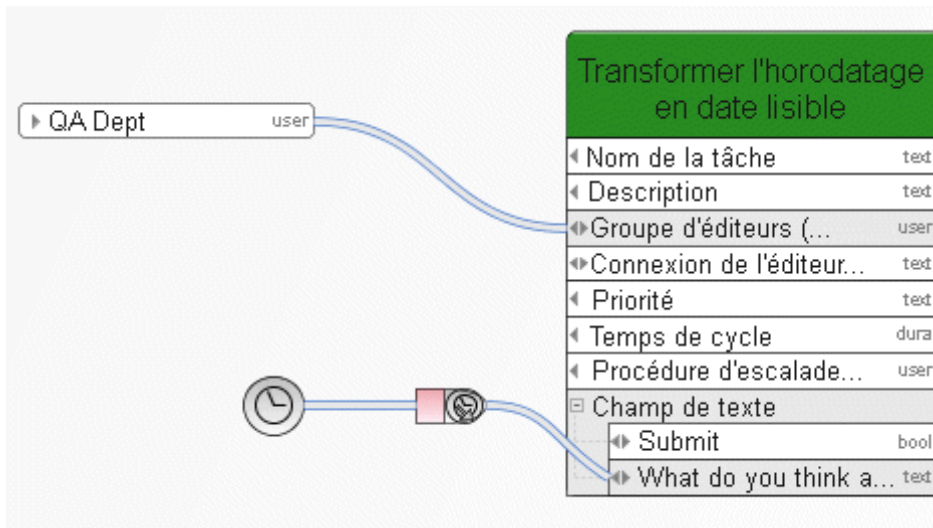 Transformer l'horodatage
en date lisible
QA Dept user
Nom de la tâche text
Description text
Groupe d'éditeurs (... user
Connexion de l'éditeur... text
Priorité text
Temps de cycle dura
Procédure d'escalade... user
Champ de texte
Submit bool
What do you think a... text